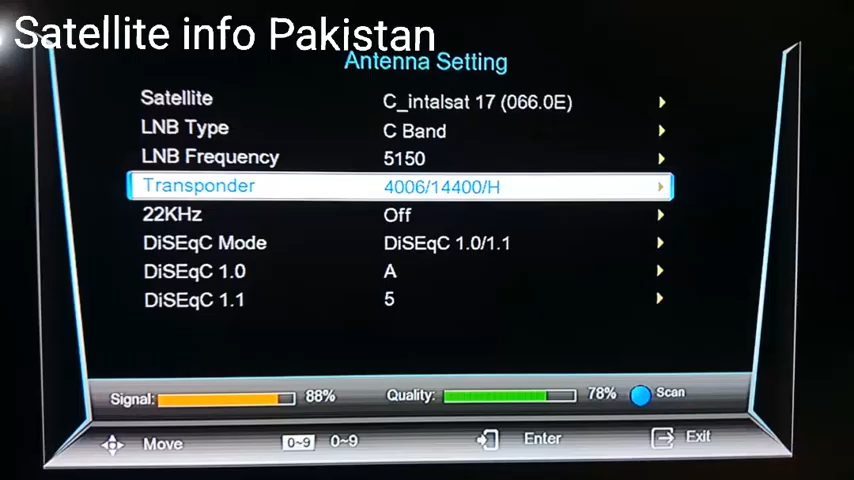 Satellite info Pakistan
Antenna Setting
Satellite C_intalsat 17 (066.0E)
LNB Type C Band
LNB Frequency 5150
Transponder 4006/14400/H
22KHz Off
DiSEqC Mode DiSEqC 1.0/1.1
DiSEqC 1.0 A
DiSEqC 1.1 5
Signal: 88% Quality: 78% Scan
Move 0~9 0~9 Enter Exit